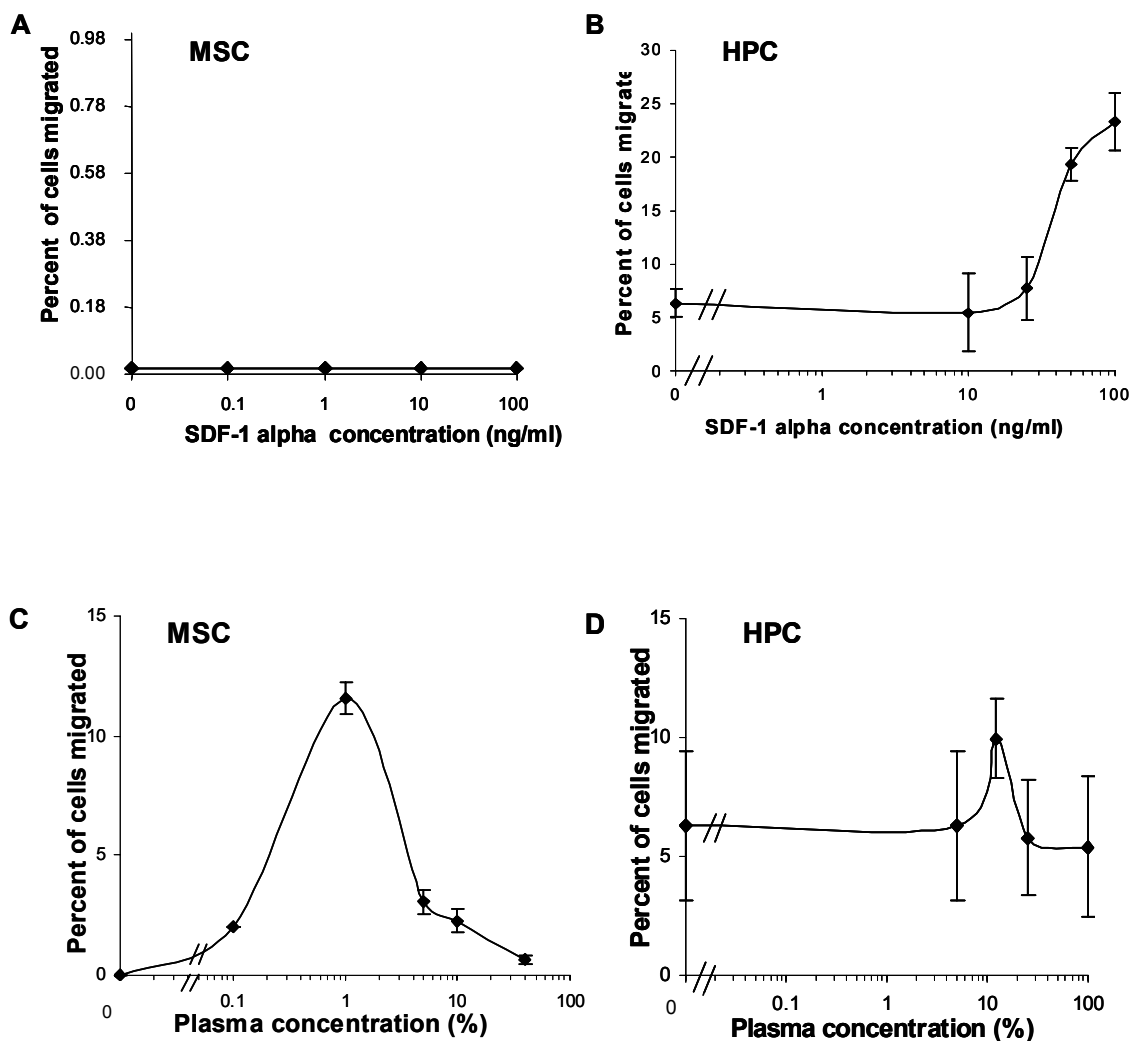 A
MSC
Percent of cells migrated
0.98
0.78
0.58
0.38
0.18
0.00
0 0.1 1 10 100
SDF-1 alpha concentration (ng/ml)
B
HPC
Percent of cells migrate
30
25
20
15
10
5
0
0 1 10 100
SDF-1 alpha concentration (ng/ml)
C
MSC
Percent of cells migrated
15
10
5
0
0 0.1 1 10 100
Plasma concentration (%)
D
HPC
Percent of cells migrated
15
10
5
0
0 0.1 1 10 100
Plasma concentration (%)